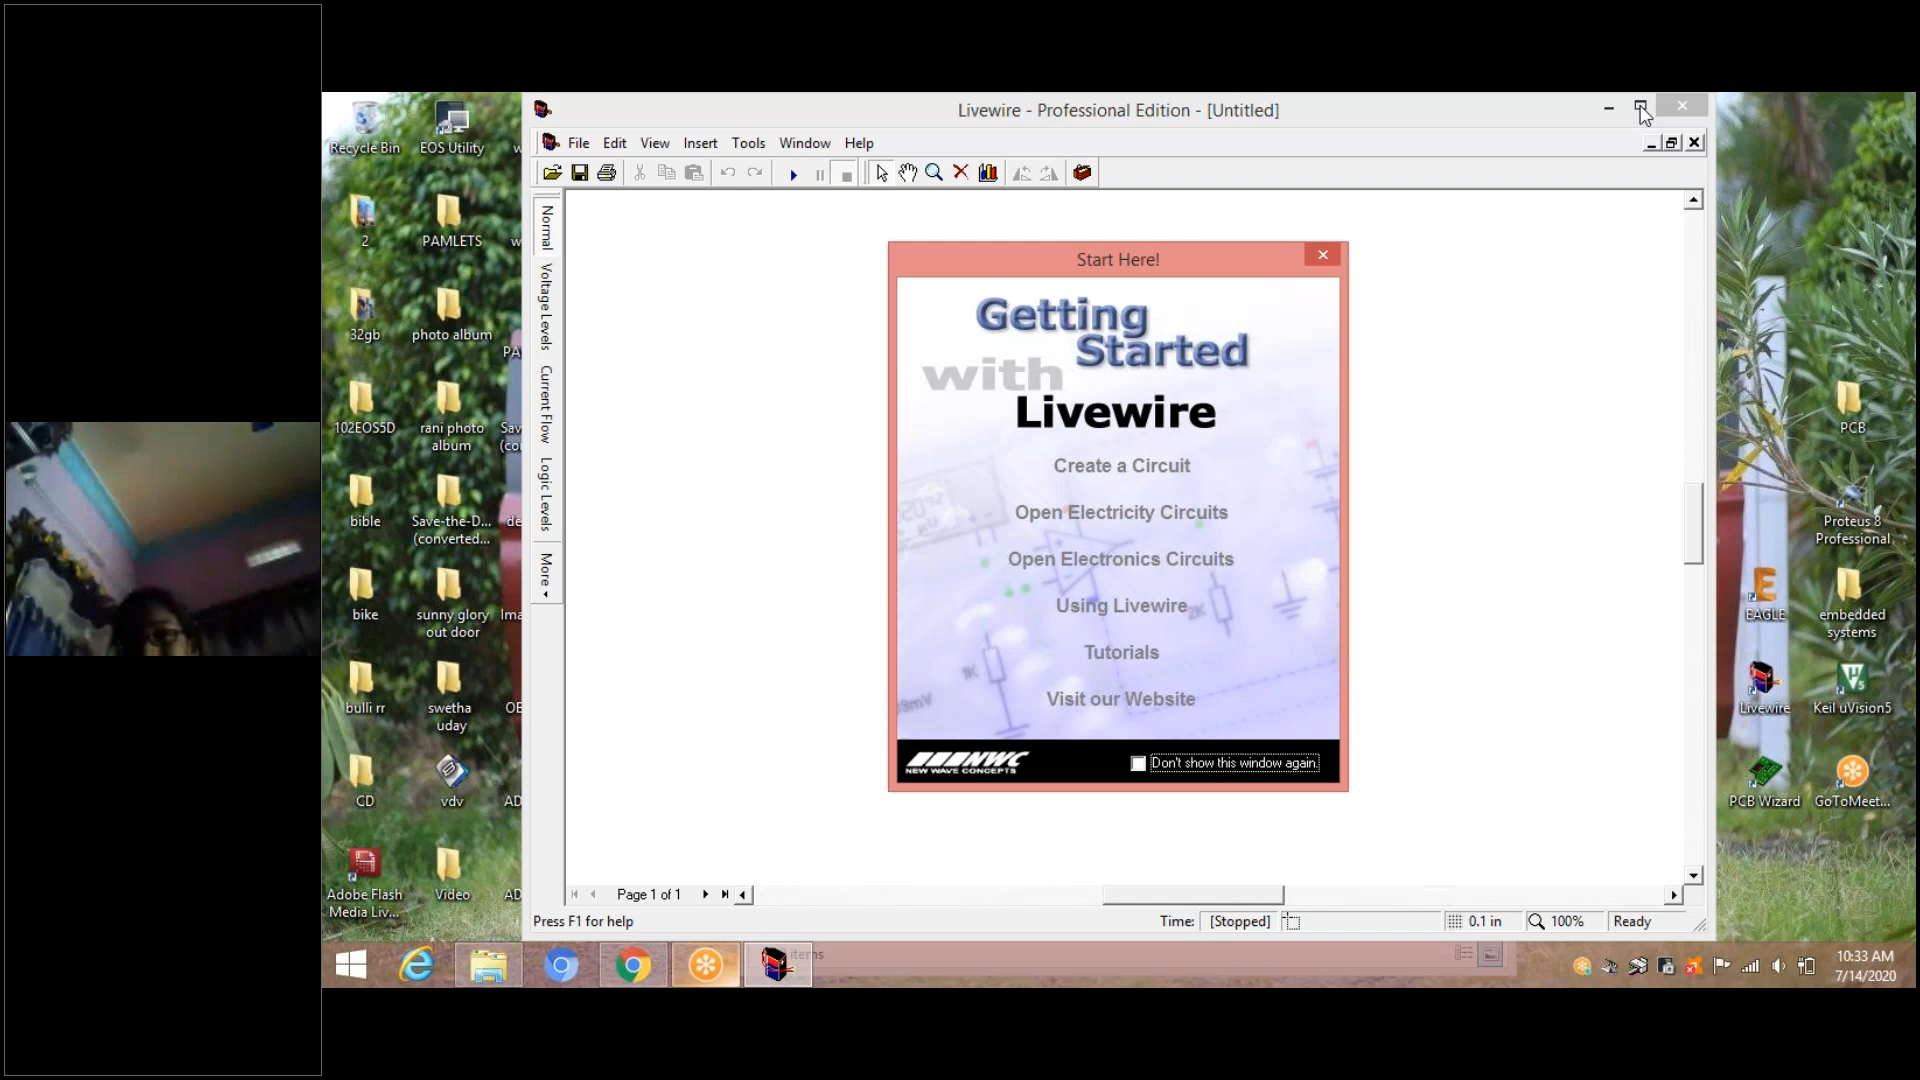 Recycle Bin
EOS Utility
2
PAMLETS
32gb
photo album
102EOS5D
rani photo
album
bible
Save-the-D...
(converted...
bike
sunny glory
out door
bulli rr
swetha
uday
CD
vdv
Adobe Flash
Media Liv...
Video
Livewire - Professional Edition - [Untitled]
File Edit View Insert Tools Window Help
Normal
Voltage Levels
Current Flow
Logic Levels
More
Start Here!
Getting
Started
with
Livewire
Create a Circuit
Open Electricity Circuits
Open Electronics Circuits
Using Livewire
Tutorials
Visit our Website
NWC
NEW WAVE CONCEPTS
Don't show this window again.
Page 1 of 1
Press F1 for help
Time: [Stopped]
0.1 in
100%
Ready
PCB
Proteus 8
Professional
EAGLE
embedded
systems
Livewire
Keil uVision5
PCB Wizard
GoToMeet...
items
10:33 AM
7/14/2020